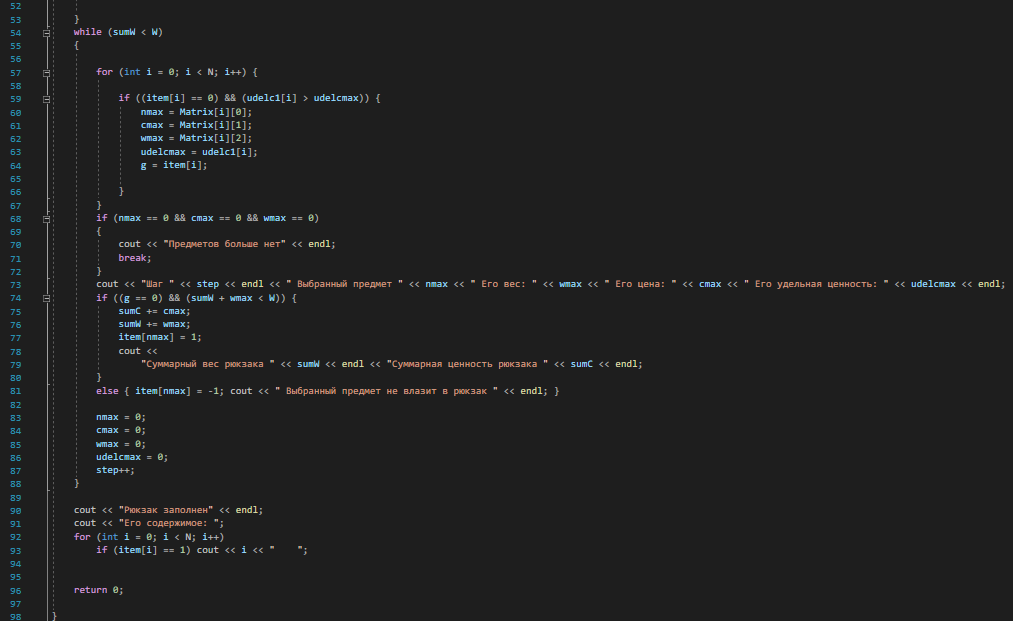 52
53 }
54 while (sumW < W)
55 {
56
57 for (int i = 0; i < N; i++) {
58
59 if ((item[i] == 0) && (udelc1[i] > udelcmax)) {
60 nmax = Matrix[i][0];
61 cmax = Matrix[i][1];
62 wmax = Matrix[i][2];
63 udelcmax = udelc1[i];
64 g = item[i];
65
66 }
67 }
68 if (nmax == 0 && cmax == 0 && wmax == 0)
69 {
70 cout << "Предметов больше нет" << endl;
71 break;
72 }
73 cout << "Шаг " << step << endl << " Выбранный предмет " << nmax << " Его вес: " << wmax << " Его цена: " << cmax << " Его удельная ценность: " << udelcmax << endl;
74 if ((g == 0) && (sumW + wmax < W)) {
75 sumC += cmax;
76 sumW += wmax;
77 item[nmax] = 1;
78 cout <<
79 "Суммарный вес рюкзака " << sumW << endl << "Суммарная ценность рюкзака " << sumC << endl;
80 }
81 else { item[nmax] = -1; cout << " Выбранный предмет не влазит в рюкзак " << endl; }
82
83 nmax = 0;
84 cmax = 0;
85 wmax = 0;
86 udelcmax = 0;
87 step++;
88 }
89
90 cout << "Рюкзак заполнен" << endl;
91 cout << "Его содержимое: ";
92 for (int i = 0; i < N; i++)
93 if (item[i] == 1) cout << i << "    ";
94
95
96 return 0;
97
98 }